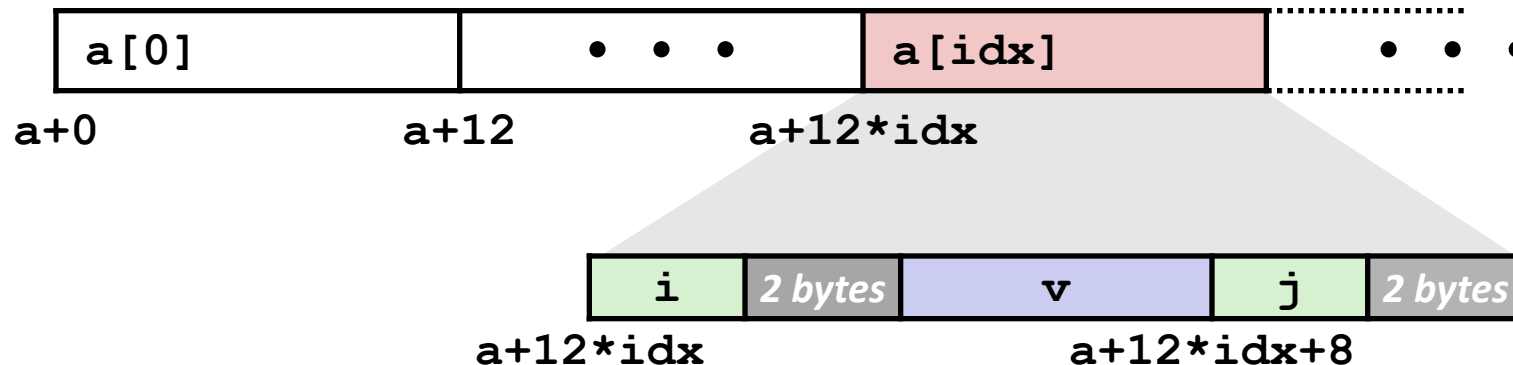 a[0] • • • a[idx] • • •
a+0 a+12 a+12*idx
i 2 bytes v j 2 bytes
a+12*idx a+12*idx+8